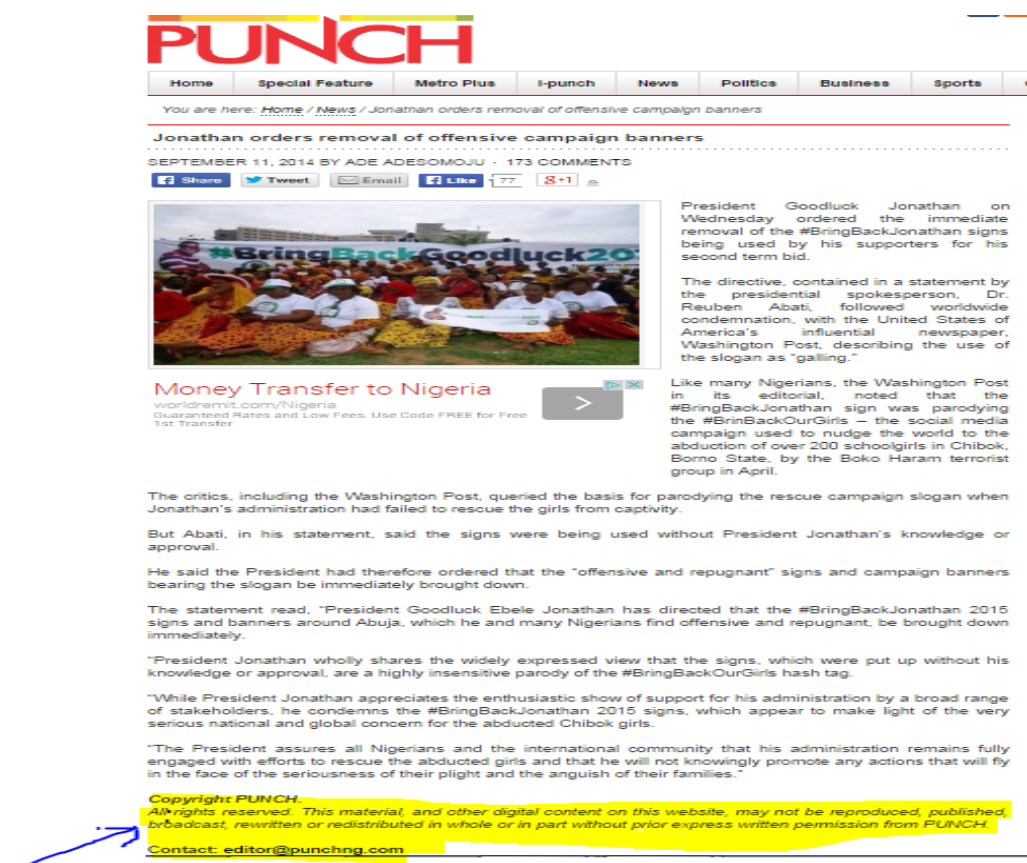 PUNCH
Home Special Feature Metro Plus I-punch News Politics Business Sports
You are here: Home / News / Jonathan orders removal of offensive campaign banners
Jonathan orders removal of offensive campaign banners
SEPTEMBER 11, 2014 BY ADE ADESOMOJU · 173 COMMENTS
Share Tweet Email Like 77 +1
#BringBackGoodluck20
President Goodluck Jonathan on
Wednesday ordered the immediate
removal of the #BringBackJonathan signs
being used by his supporters for his
second term bid.
The directive, contained in a statement by
the presidential spokesperson, Dr.
Reuben Abati, followed worldwide
condemnation, with the United States of
America's influential newspaper,
Washington Post, describing the use of
the slogan as "galling."
Money Transfer to Nigeria
worldremit.com/Nigeria
Guaranteed Rates and Low Fees. Use Code FREE for Free
1st Transfer
Like many Nigerians, the Washington Post
in its editorial, noted that the
#BringBackJonathan sign was parodying
the #BrinBackOurGirls – the social media
campaign used to nudge the world to the
abduction of over 200 schoolgirls in Chibok,
Borno State, by the Boko Haram terrorist
group in April.
The critics, including the Washington Post, queried the basis for parodying the rescue campaign slogan when
Jonathan's administration had failed to rescue the girls from captivity.
But Abati, in his statement, said the signs were being used without President Jonathan's knowledge or
approval.
He said the President had therefore ordered that the "offensive and repugnant" signs and campaign banners
bearing the slogan be immediately brought down.
The statement read, "President Goodluck Ebele Jonathan has directed that the #BringBackJonathan 2015
signs and banners around Abuja, which he and many Nigerians find offensive and repugnant, be brought down
immediately.
"President Jonathan wholly shares the widely expressed view that the signs, which were put up without his
knowledge or approval, are a highly insensitive parody of the #BringBackOurGirls hash tag.
"While President Jonathan appreciates the enthusiastic show of support for his administration by a broad range
of stakeholders, he condemns the #BringBackJonathan 2015 signs, which appear to make light of the very
serious national and global concern for the abducted Chibok girls.
"The President assures all Nigerians and the international community that his administration remains fully
engaged with efforts to rescue the abducted girls and that he will not knowingly promote any actions that will fly
in the face of the seriousness of their plight and the anguish of their families."
Copyright PUNCH.
All rights reserved. This material, and other digital content on this website, may not be reproduced, published,
broadcast, rewritten or redistributed in whole or in part without prior express written permission from PUNCH.
Contact: editor@punchng.com